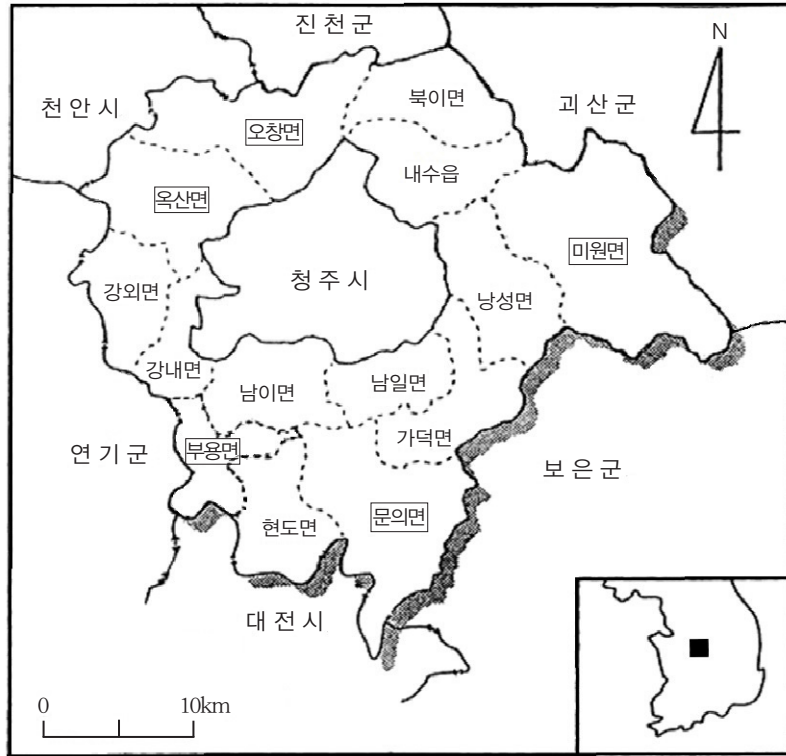 진천군
N
천안시
북이면
괴산군
오창면
내수읍
옥산면
미원면
청주시
강외면
낭성면
강내면
남이면
남일면
가덕면
연기군
부용면
보은군
현도면
문의면
대전시
0
10km